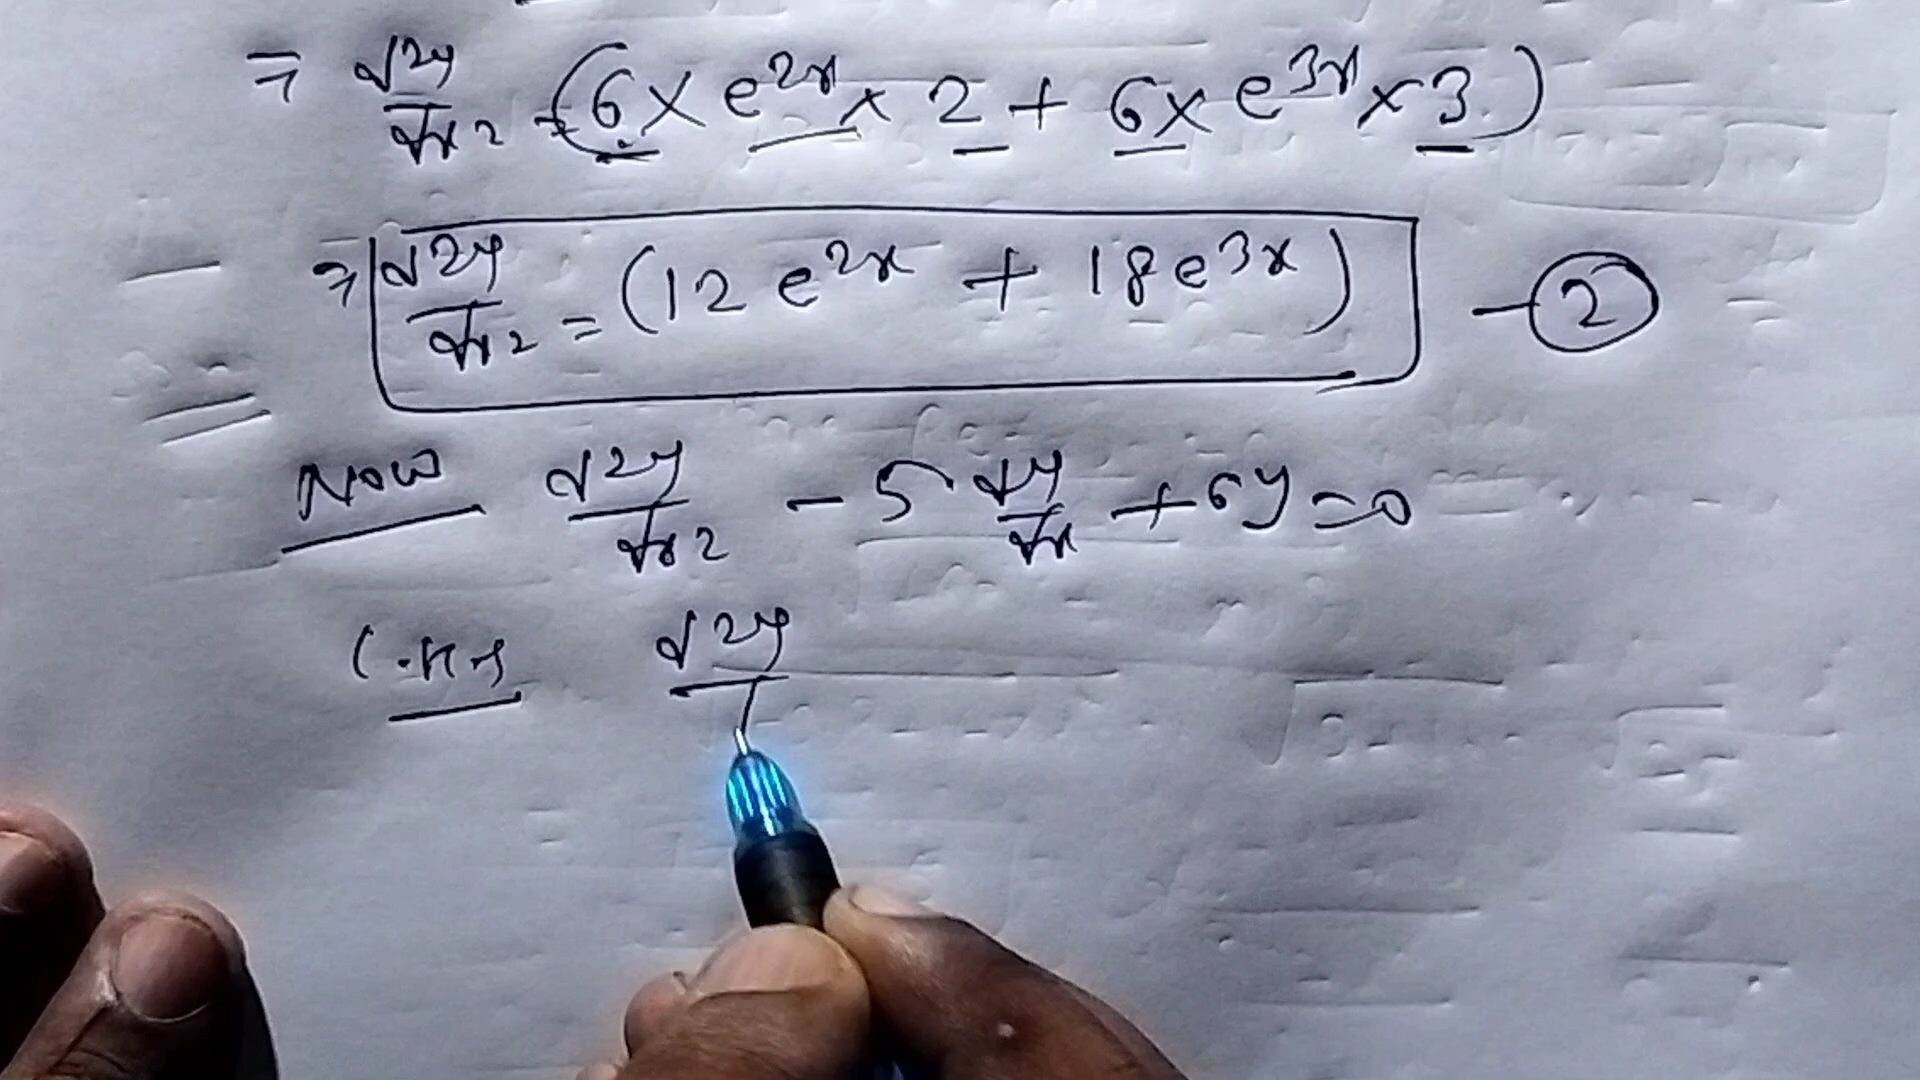 ⇒ d2y/dx2 = (6 x e^2x x 2 + 6 x e^3x x 3)
⇒ d2y/dx2 = (12 e^2x + 18 e^3x) - 2
Now d2y/dx2 - 5 dy/dx + 6y = 0
L.H.S d2y